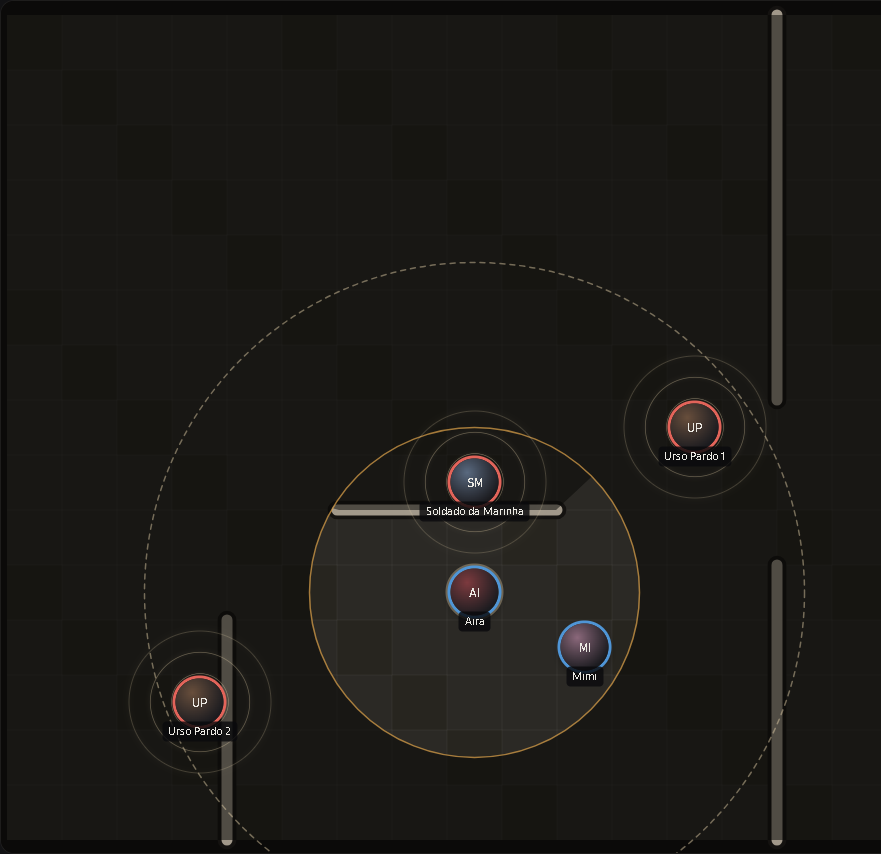 UP
Urso Pardo 1
SM
Soldado da Marinha
AI
Aira
MI
Mimi
UP
Urso Pardo 2